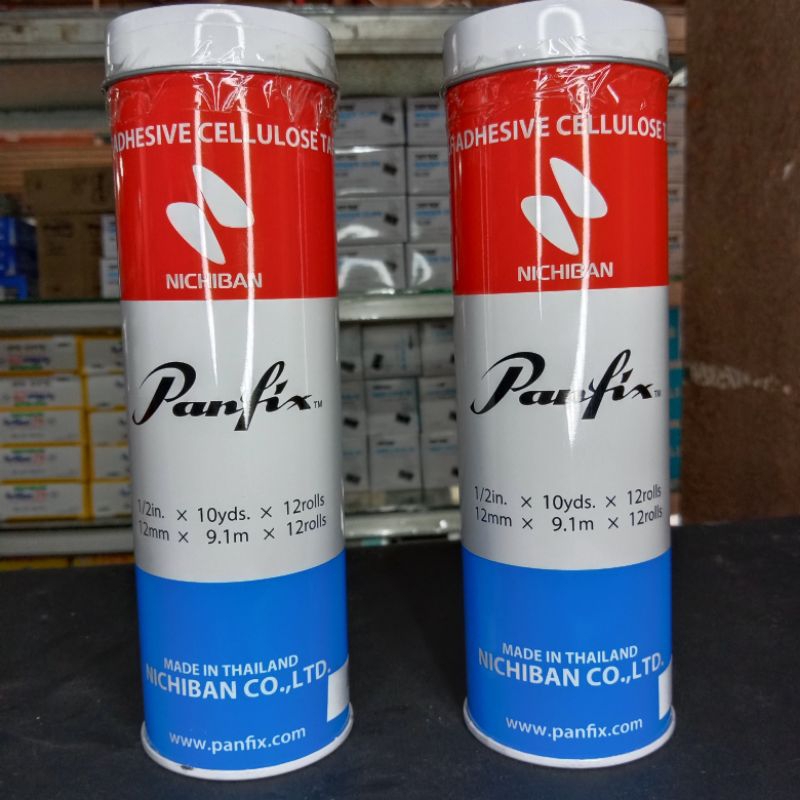 ADHESIVE CELLULOSE
NICHIBAN
Panfix™
1/2in. × 10yds. × 12rolls
12mm × 9.1m × 12rolls
MADE IN THAILAND
NICHIBAN CO.,LTD.
www.panfix.com
ADHESIVE CELLULOSE
NICHIBAN
Panfix™
1/2in. × 10yds. × 12rolls
12mm × 9.1m × 12rolls
MADE IN THAILAND
NICHIBAN CO.,LTD.
www.panfix.com